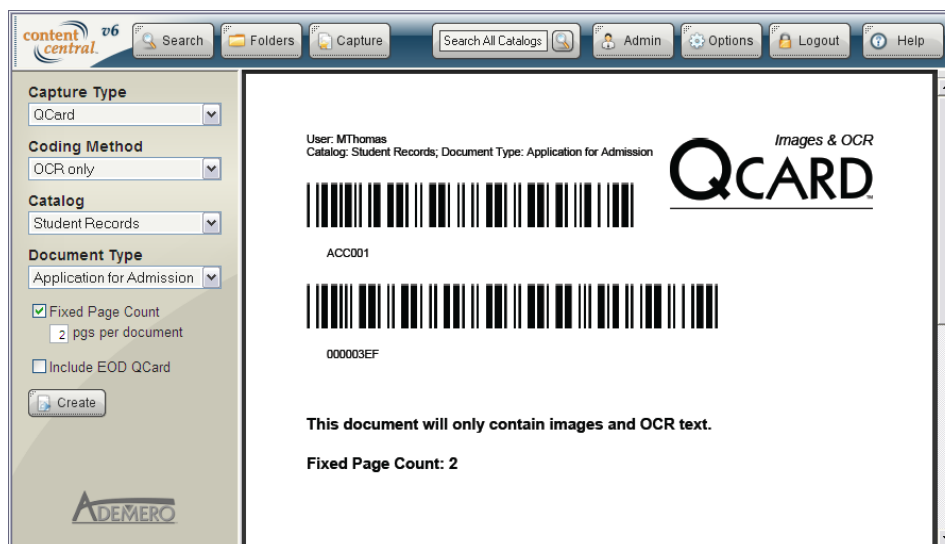 content central. v6
Search
Folders
Capture
Search All Catalogs
Admin
Options
Logout
Help
Capture Type
QCard
Coding Method
OCR only
Catalog
Student Records
Document Type
Application for Admission
Fixed Page Count
2 pgs per document
Include EOD QCard
Create
ADEMERO
User: MThomas
Catalog: Student Records; Document Type: Application for Admission
Images & OCR
QCARD™
ACC001
000003EF
This document will only contain images and OCR text.
Fixed Page Count: 2